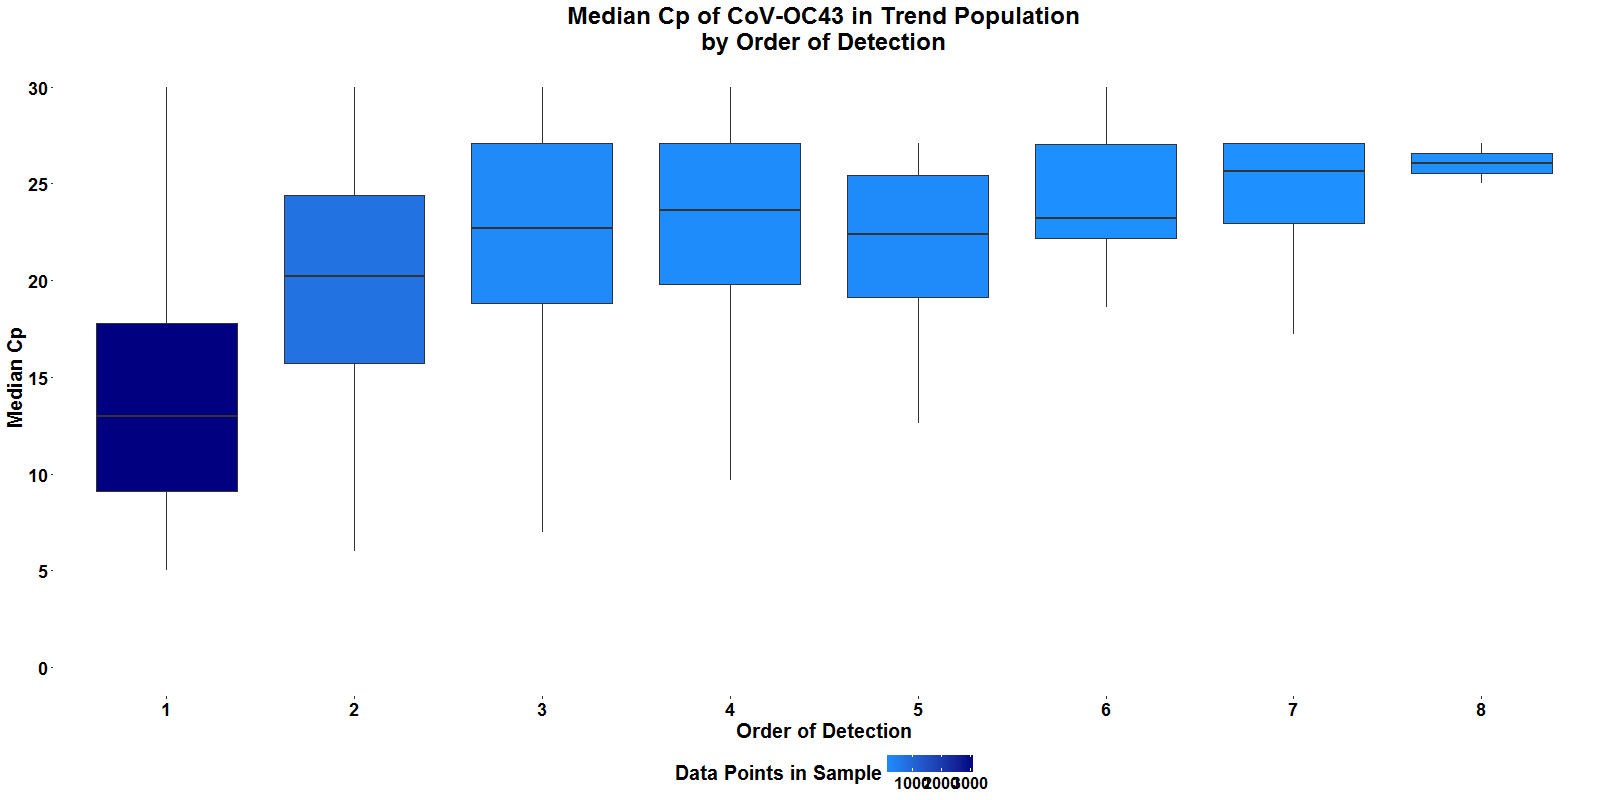 Median Cp of CoV-OC43 in Trend Population
by Order of Detection
30
25
20
15
10
5
0
Median Cp
1 2 3 4 5 6 7 8
Order of Detection
Data Points in Sample
1000 2000 3000